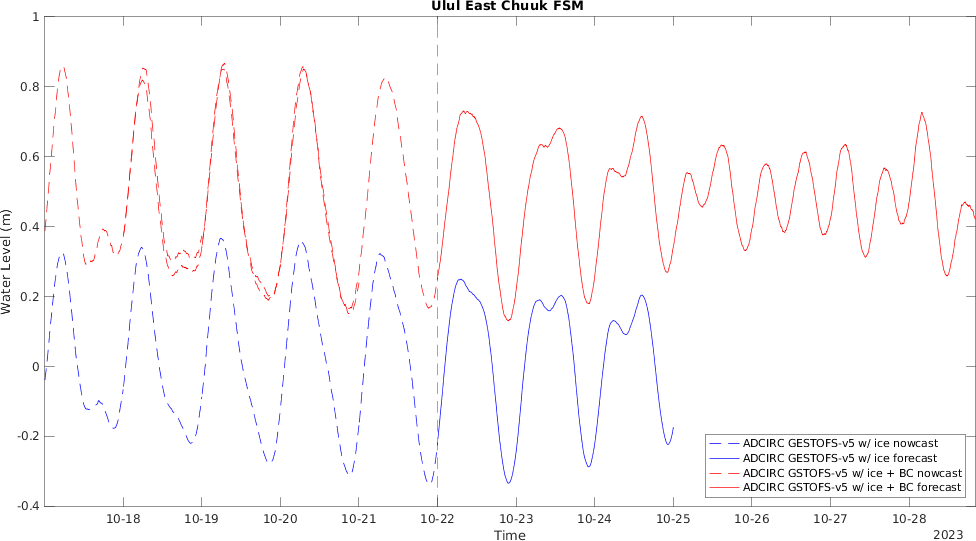 Ulul East Chuuk FSM
1
0.8
0.6
0.4
0.2
0
-0.2
-0.4
Water Level (m)
10-18 10-19 10-20 10-21 10-22 10-23 10-24 10-25 10-26 10-27 10-28
Time
2023
ADCIRC GESTOFS-v5 w/ ice nowcast
ADCIRC GESTOFS-v5 w/ ice forecast
ADCIRC GSTOFS-v5 w/ ice + BC nowcast
ADCIRC GSTOFS-v5 w/ ice + BC forecast